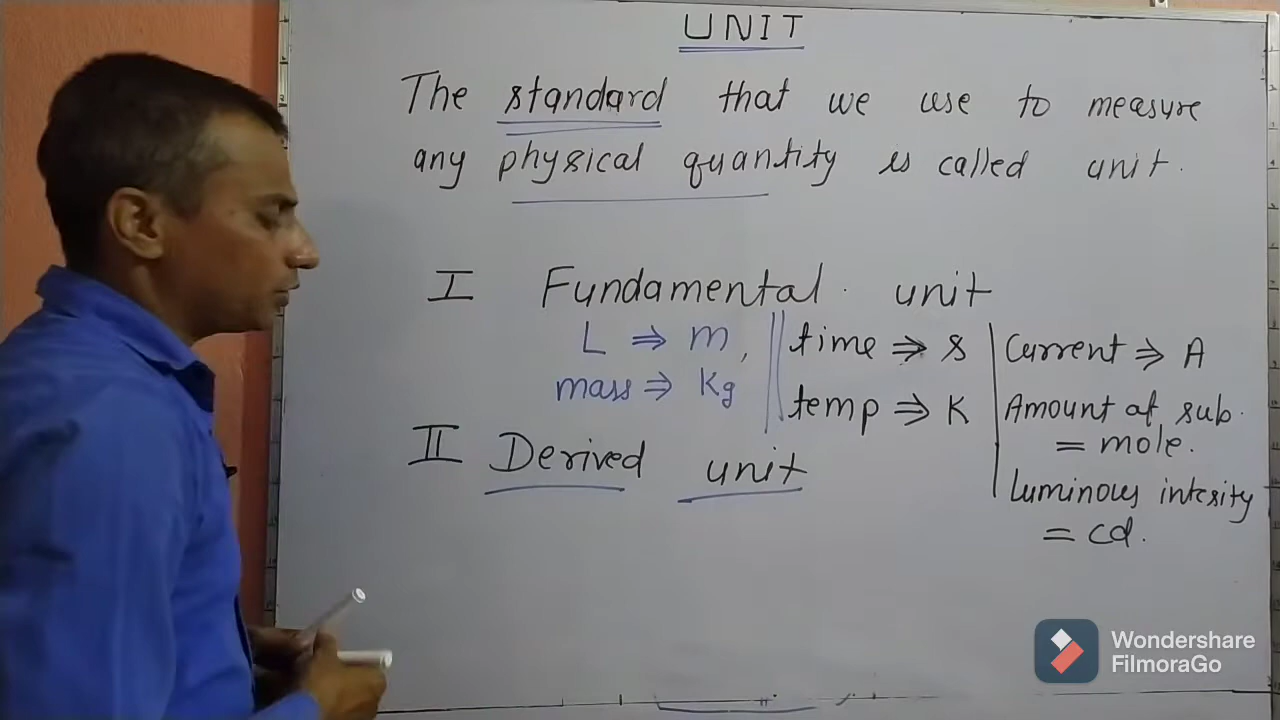 UNIT
The standard that we use to measure
any physical quantity is called unit.
I Fundamental unit
L ⇒ m,
mass ⇒ Kg
time ⇒ s
temp ⇒ K
Current ⇒ A
Amount of sub.
= mole.
Luminous intesity
= cd.
II Derived unit
Wondershare
FilmoraGo